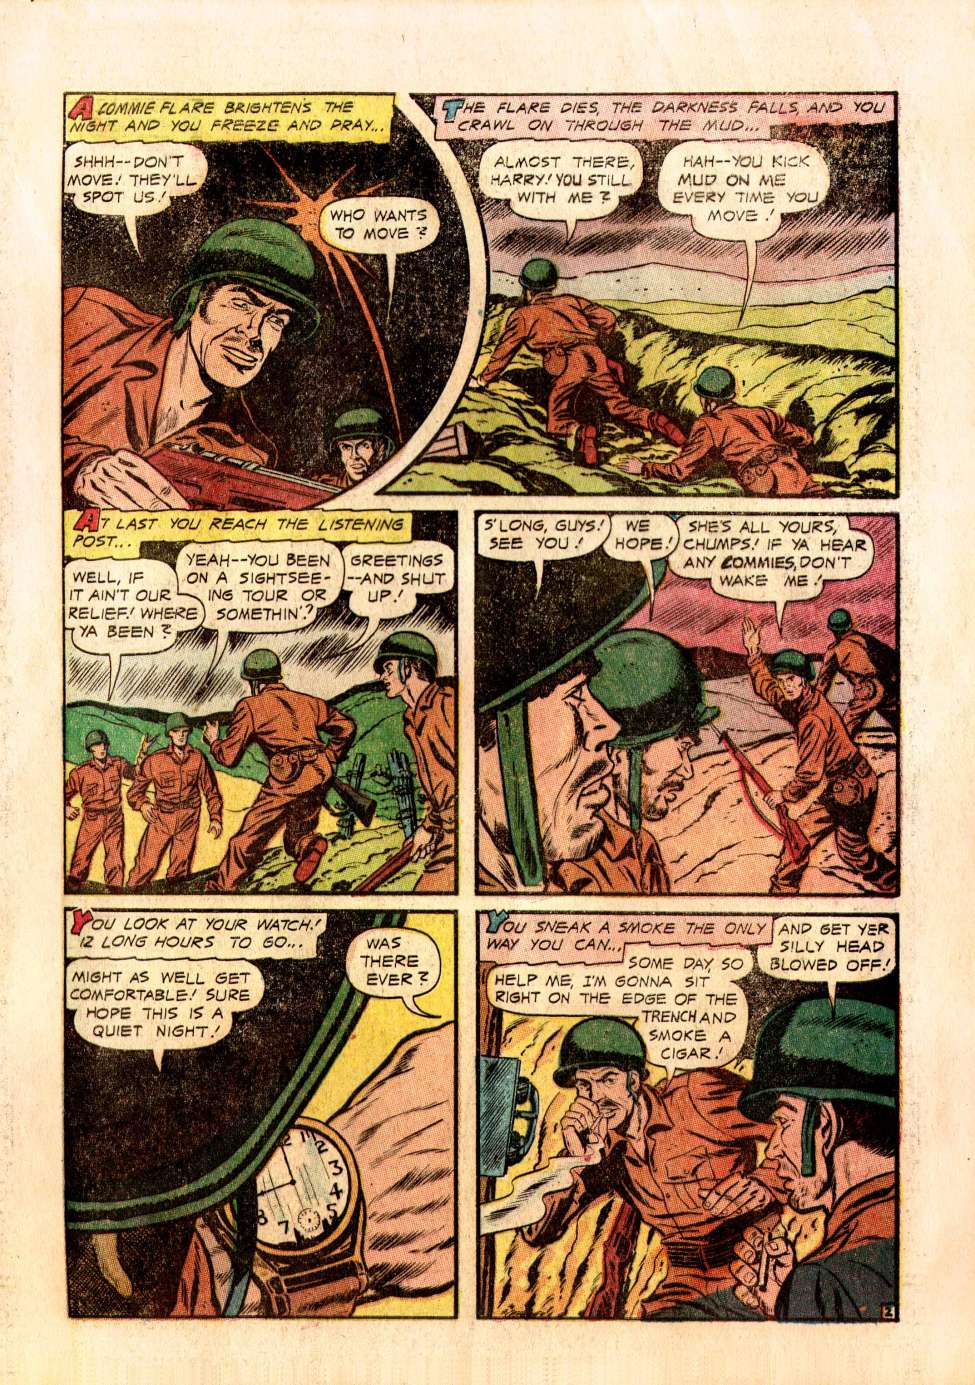 A COMMIE FLARE BRIGHTEN'S THE
NIGHT AND YOU FREEZE AND PRAY...
SHHH--DON'T
MOVE! THEY'LL
SPOT US!
WHO WANTS
TO MOVE?
THE FLARE DIES, THE DARKNESS FALLS, AND YOU
CRAWL ON THROUGH THE MUD...
ALMOST THERE,
HARRY! YOU STILL
WITH ME?
HAH--YOU KICK
MUD ON ME
EVERY TIME YOU
MOVE!
AT LAST YOU REACH THE LISTENING
POST...
WELL, IF
IT AIN'T OUR
RELIEF! WHERE
YA BEEN?
YEAH--YOU BEEN
ON A SIGHTSEE-
ING TOUR OR
SOMETHIN'?
GREETINGS
--AND SHUT
UP!
S'LONG, GUYS!
SEE YOU!
WE
HOPE!
SHE'S ALL YOURS,
CHUMPS! IF YA HEAR
ANY COMMIES, DON'T
WAKE ME!
YOU LOOK AT YOUR WATCH!
12 LONG HOURS TO GO...
MIGHT AS WELL GET
COMFORTABLE! SURE
HOPE THIS IS A
QUIET NIGHT!
WAS
THERE
EVER?
12
3
4
5
7
8
YOU SNEAK A SMOKE THE ONLY
WAY YOU CAN...
SOME DAY, SO
HELP ME, I'M GONNA SIT
RIGHT ON THE EDGE OF THE
TRENCH AND
SMOKE A
CIGAR!
AND GET YER
SILLY HEAD
BLOWED OFF!
2